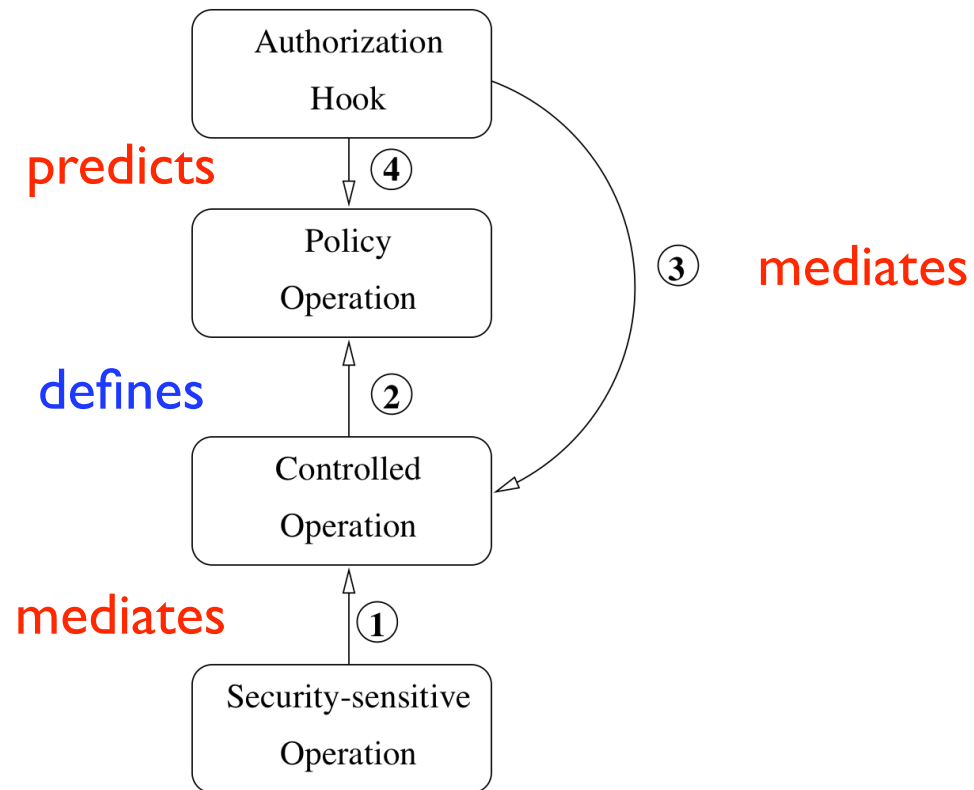 Authorization
Hook
predicts
4
Policy
Operation
3
mediates
defines
2
Controlled
Operation
mediates
1
Security-sensitive
Operation